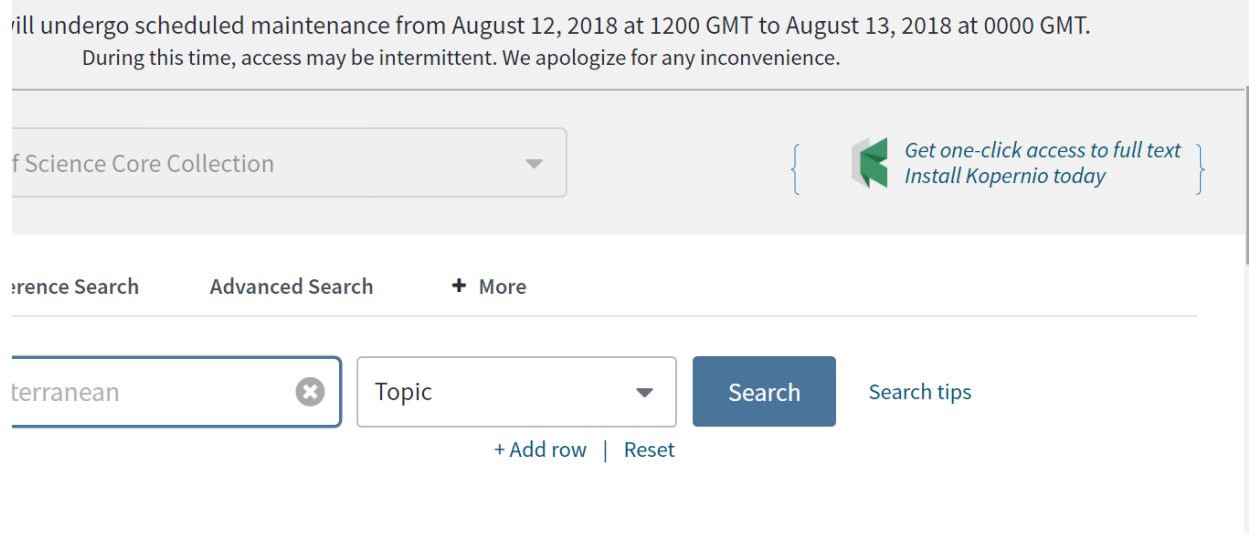 will undergo scheduled maintenance from August 12, 2018 at 1200 GMT to August 13, 2018 at 0000 GMT.
During this time, access may be intermittent. We apologize for any inconvenience.
f Science Core Collection
Get one-click access to full text
Install Kopernio today
erence Search Advanced Search + More
terranean Topic Search Search tips
+ Add row | Reset